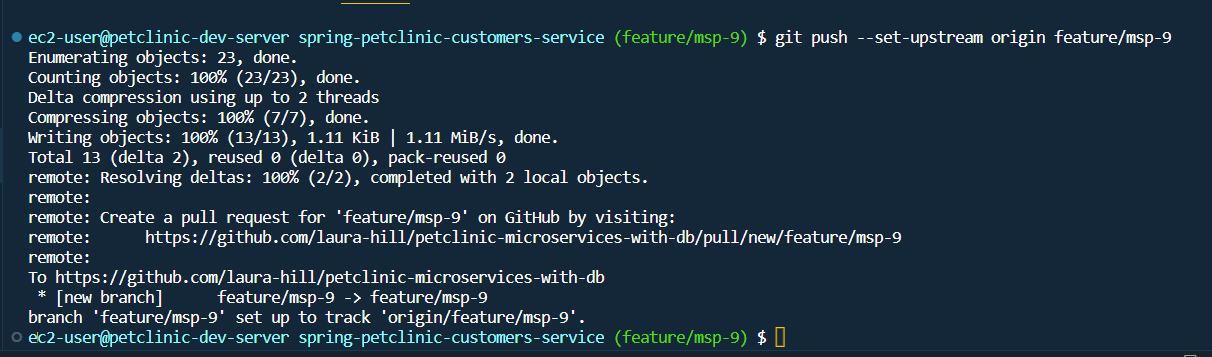 ec2-user@petclinic-dev-server spring-petclinic-customers-service (feature/msp-9) $ git push --set-upstream origin feature/msp-9
Enumerating objects: 23, done.
Counting objects: 100% (23/23), done.
Delta compression using up to 2 threads
Compressing objects: 100% (7/7), done.
Writing objects: 100% (13/13), 1.11 KiB | 1.11 MiB/s, done.
Total 13 (delta 2), reused 0 (delta 0), pack-reused 0
remote: Resolving deltas: 100% (2/2), completed with 2 local objects.
remote:
remote: Create a pull request for 'feature/msp-9' on GitHub by visiting:
remote:      https://github.com/laura-hill/petclinic-microservices-with-db/pull/new/feature/msp-9
remote:
To https://github.com/laura-hill/petclinic-microservices-with-db
 * [new branch]      feature/msp-9 -> feature/msp-9
branch 'feature/msp-9' set up to track 'origin/feature/msp-9'.
ec2-user@petclinic-dev-server spring-petclinic-customers-service (feature/msp-9) $